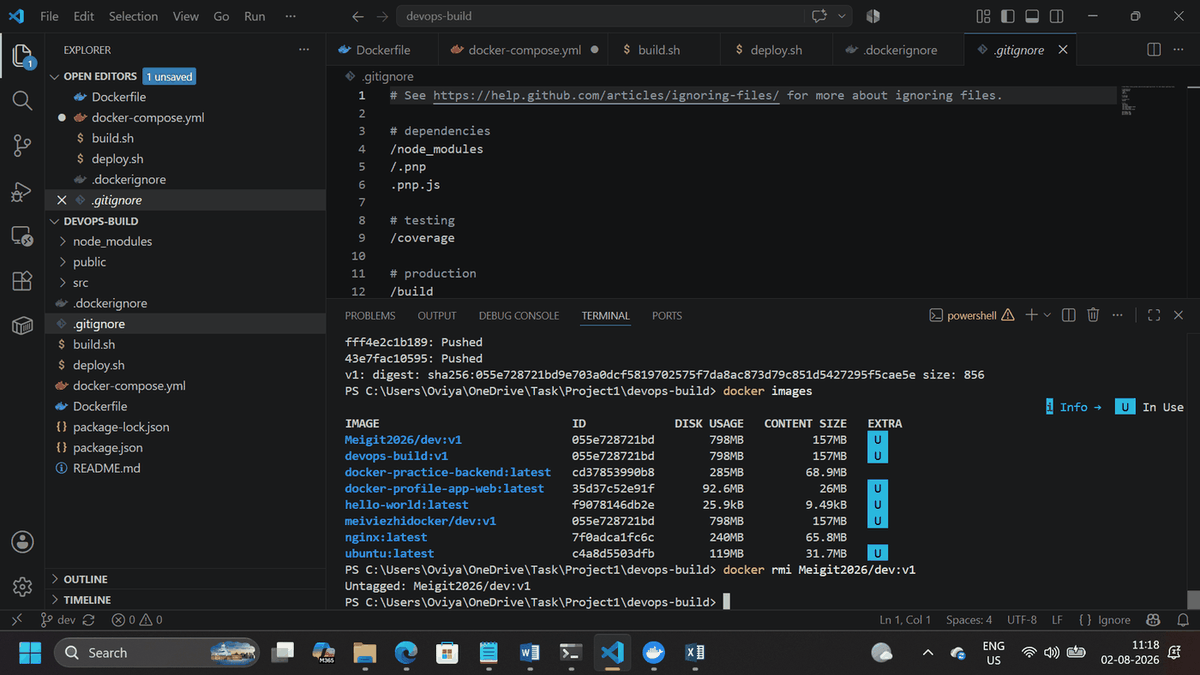 File Edit Selection View Go Run ··· devops-build
EXPLORER ···
OPEN EDITORS 1 unsaved
Dockerfile
docker-compose.yml
$ build.sh
$ deploy.sh
.dockerignore
.gitignore
DEVOPS-BUILD
node_modules
public
src
.dockerignore
.gitignore
$ build.sh
$ deploy.sh
docker-compose.yml
Dockerfile
{} package-lock.json
{} package.json
README.md
OUTLINE
TIMELINE
Dockerfile docker-compose.yml $ build.sh $ deploy.sh .dockerignore .gitignore
.gitignore
1 # See https://help.github.com/articles/ignoring-files/ for more about ignoring files.
2
3 # dependencies
4 /node_modules
5 /.pnp
6 .pnp.js
7
8 # testing
9 /coverage
10
11 # production
12 /build
PROBLEMS OUTPUT DEBUG CONSOLE TERMINAL PORTS powershell
fff4e2c1b189: Pushed
43e7fac10595: Pushed
v1: digest: sha256:055e728721bd9e703a0dcf5819702575f7da8ac873d79c851d5427295f5cae5e size: 856
PS C:\Users\Oviya\OneDrive\Task\Project1\devops-build> docker images
i Info → U In Use
IMAGE ID DISK USAGE CONTENT SIZE EXTRA
Meigit2026/dev:v1 055e728721bd 798MB 157MB U
devops-build:v1 055e728721bd 798MB 157MB U
docker-practice-backend:latest cd37853990b8 285MB 68.9MB
docker-profile-app-web:latest 35d37c52e91f 92.6MB 26MB U
hello-world:latest f9078146db2e 25.9kB 9.49kB U
meiviezhidocker/dev:v1 055e728721bd 798MB 157MB U
nginx:latest 7f0adca1fc6c 240MB 65.8MB
ubuntu:latest c4a8d5503dfb 119MB 31.7MB U
PS C:\Users\Oviya\OneDrive\Task\Project1\devops-build> docker rmi Meigit2026/dev:v1
Untagged: Meigit2026/dev:v1
PS C:\Users\Oviya\OneDrive\Task\Project1\devops-build>
dev 0 0 Ln 1, Col 1 Spaces: 4 UTF-8 LF {} Ignore
Search M365 ENG US 11:18 02-08-2026